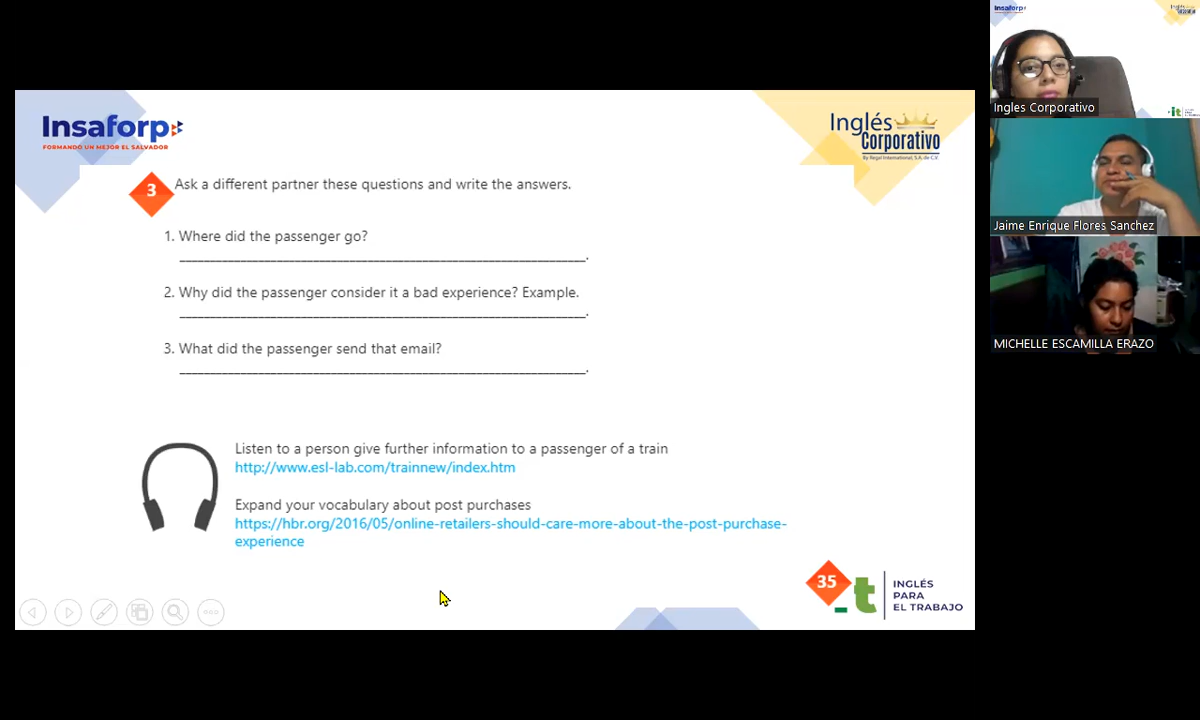 Insaforp
FORMANDO UN MEJOR EL SALVADOR
Inglés
Corporativo
By Regal International, S.A. de C.V.
3
Ask a different partner these questions and write the answers.
1. Where did the passenger go?
2. Why did the passenger consider it a bad experience? Example.
3. What did the passenger send that email?
Listen to a person give further information to a passenger of a train
http://www.esl-lab.com/trainnew/index.htm
Expand your vocabulary about post purchases
https://hbr.org/2016/05/online-retailers-should-care-more-about-the-post-purchase-
experience
35
INGLÉS
PARA
EL TRABAJO
Insaforp
Ingles Corporativo
Jaime Enrique Flores Sanchez
MICHELLE ESCAMILLA ERAZO